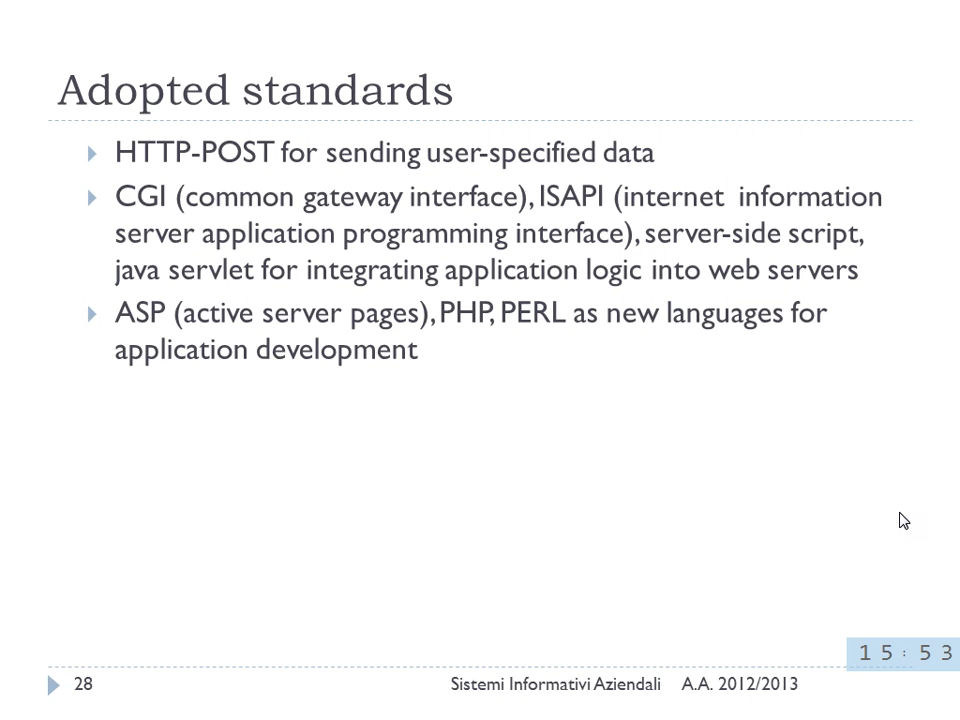 Adopted standards
HTTP-POST for sending user-specified data
CGI (common gateway interface), ISAPI (internet information
server application programming interface), server-side script,
java servlet for integrating application logic into web servers
ASP (active server pages), PHP, PERL as new languages for
application development
15:53
28 Sistemi Informativi Aziendali A.A. 2012/2013